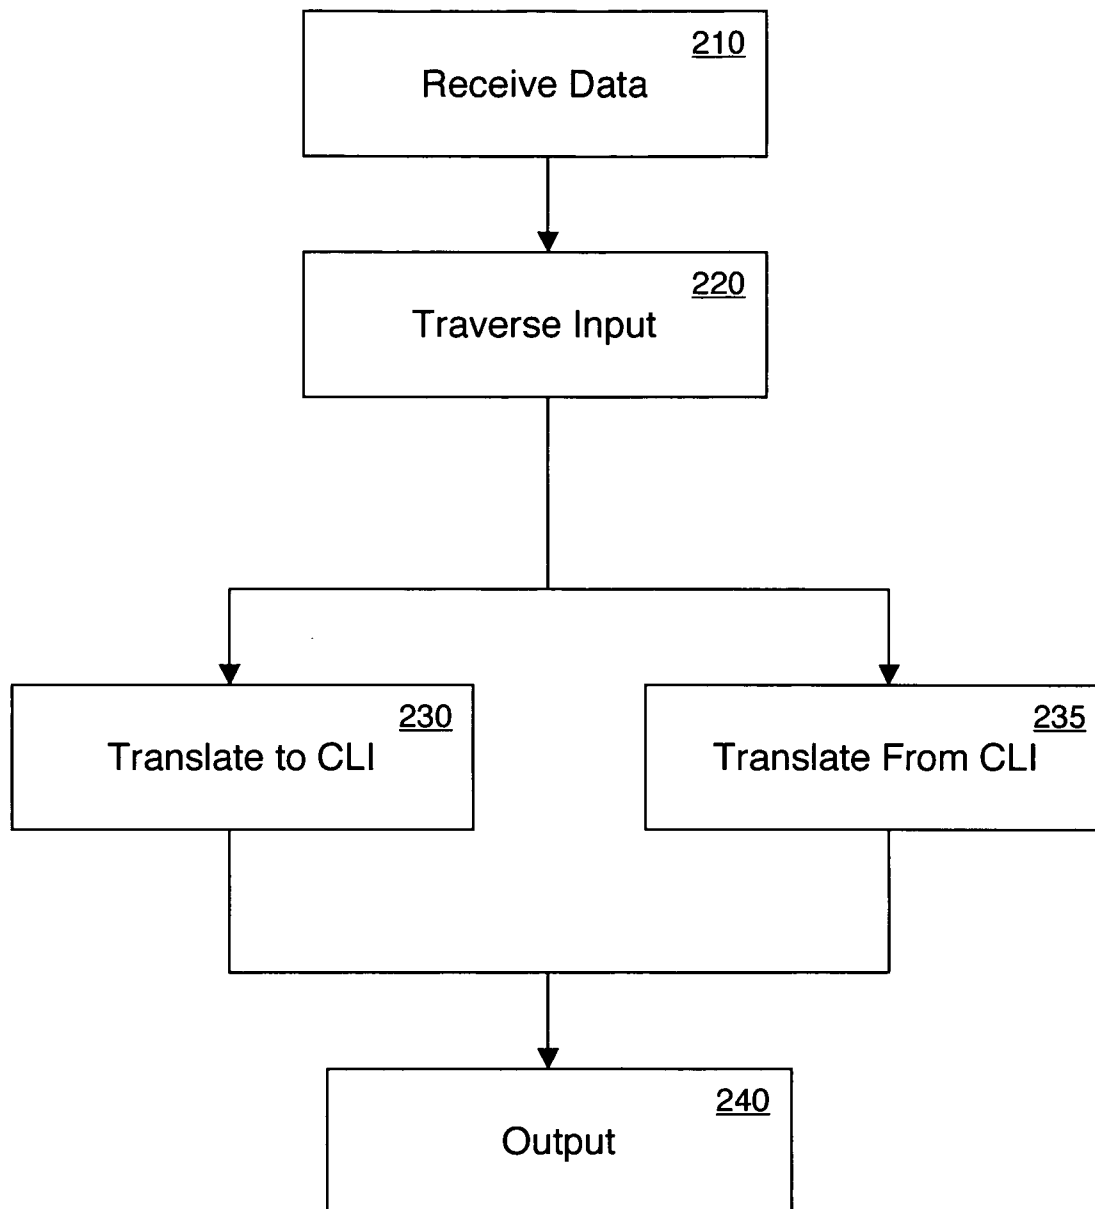 210
Receive Data
220
Traverse Input
230
Translate to CLI
235
Translate From CLI
240
Output